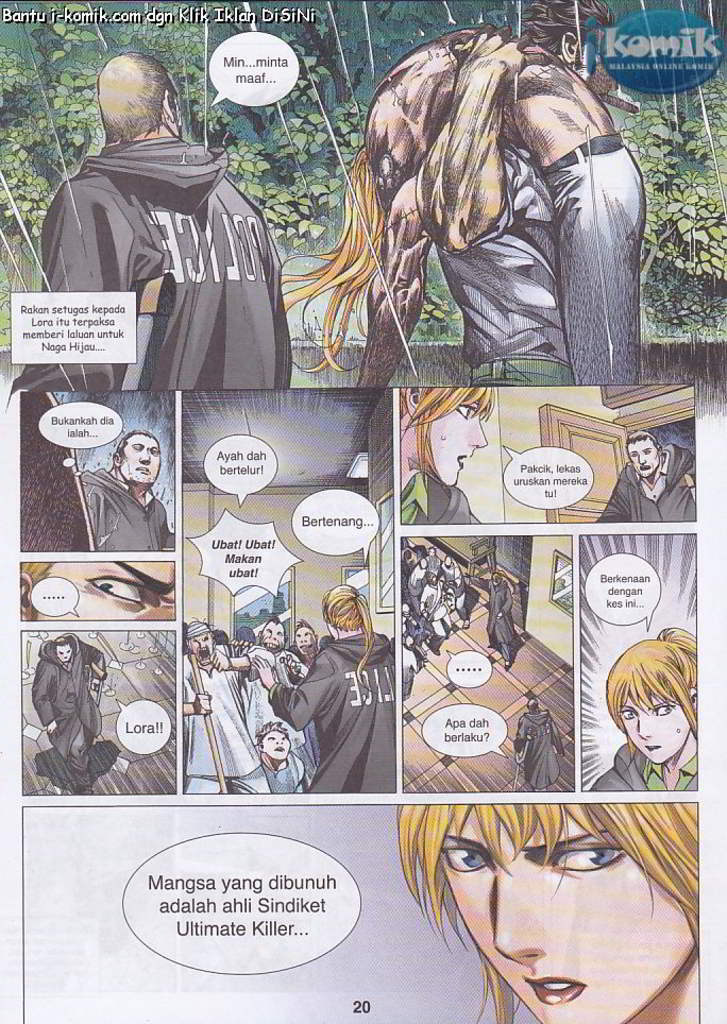 Bantu i-komik.com dgn Klik Iklan DiSiNi
i komik
MALAYSIA ONLINE KOMIK
Min...minta
maaf...
POLICE
Rakan setugas kepada
Lora itu terpaksa
memberi laluan untuk
Naga Hijau....
Bukankah dia
ialah...
.....
Lora!!
Ayah dah
bertelur!
Bertenang...
Ubat! Ubat!
Makan
ubat!
LICE
Pakcik, lekas
uruskan mereka
tu!
.....
Apa dah
berlaku?
Berkenaan
dengan
kes ini...
Mangsa yang dibunuh
adalah ahli Sindiket
Ultimate Killer...
20